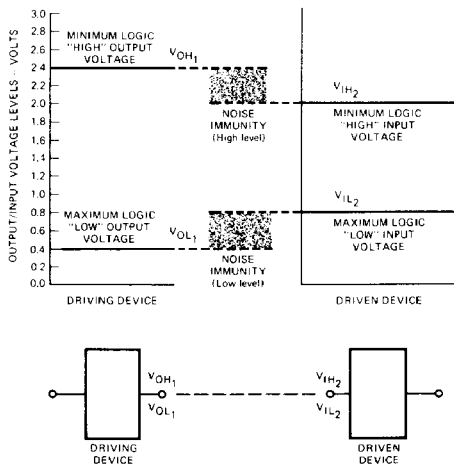 OUTPUT/INPUT VOLTAGE LEVELS - VOLTS
3.0
2.8
2.6
2.4
2.2
2.0
1.8
1.6
1.4
1.2
1.0
0.8
0.6
0.4
0.2
0.0
MINIMUM LOGIC
"HIGH" OUTPUT
VOLTAGE
VOH1
NOISE
IMMUNITY
(High level)
VIH2
MINIMUM LOGIC
"HIGH" INPUT
VOLTAGE
MAXIMUM LOGIC
"LOW" OUTPUT
VOLTAGE
VOL1
NOISE
IMMUNITY
(Low level)
VIL2
MAXIMUM LOGIC
"LOW" INPUT
VOLTAGE
DRIVING DEVICE
DRIVEN DEVICE
VOH1
VOL1
VIH2
VIL2
DRIVING
DEVICE
DRIVEN
DEVICE